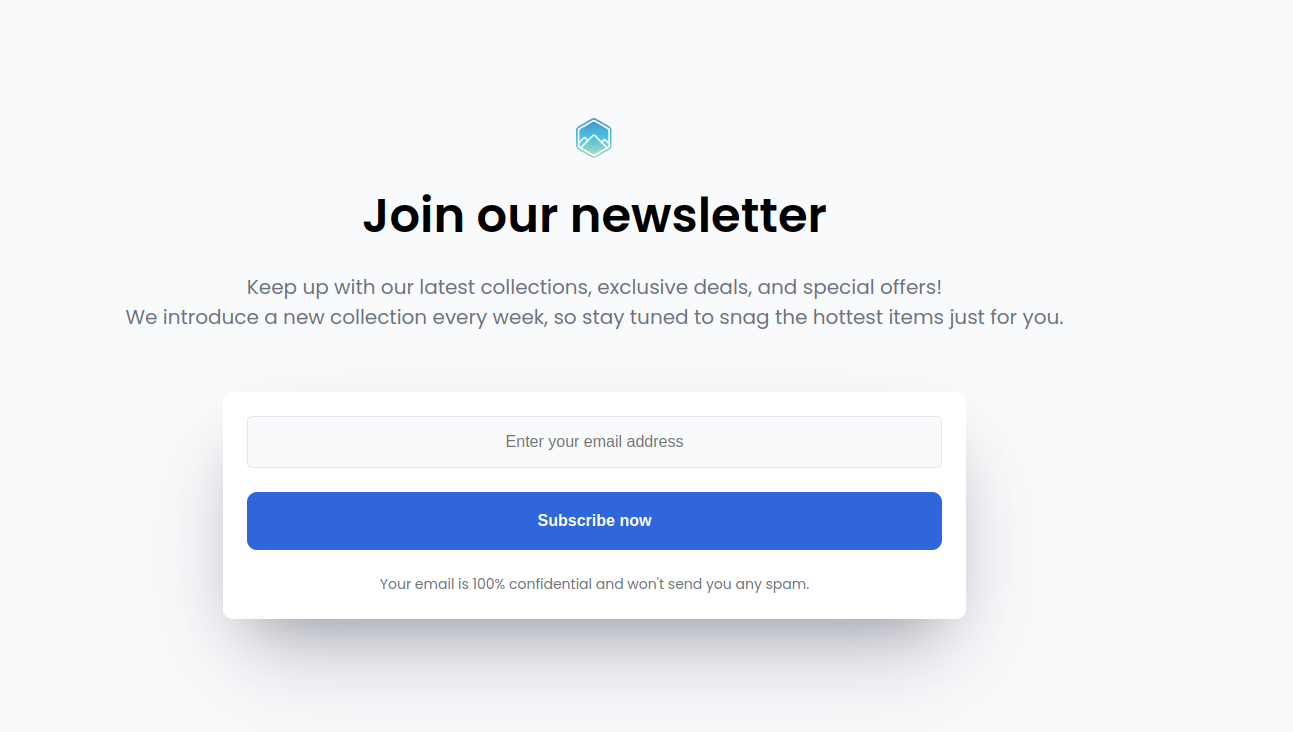 Join our newsletter
Keep up with our latest collections, exclusive deals, and special offers!
We introduce a new collection every week, so stay tuned to snag the hottest items just for you.
Enter your email address
Subscribe now
Your email is 100% confidential and won't send you any spam.